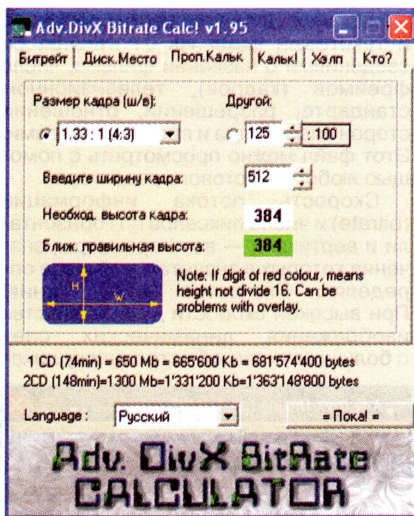 Adv.DivX Bitrate Calc! v1.95
Битрейт Диск.Место Проп.Кальк Кальк! Хэлп Кто?
Размер кадра (ш/в): Другой:
1.33 : 1 (4:3) 125 : 100
Введите ширину кадра: 512
Необход. высота кадра: 384
Ближ. правильная высота: 384
H
W
Note: If digit of red colour, means
height not divide 16. Can be
problems with overlay.
1 CD (74min) = 650 Mb = 665'600 Kb = 681'574'400 bytes
2CD (148min)=1300 Mb=1'331'200 Kb=1'363'148'800 bytes
Language : Русский = Пока! =
Adv. DivX BitRate
CALCULATOR